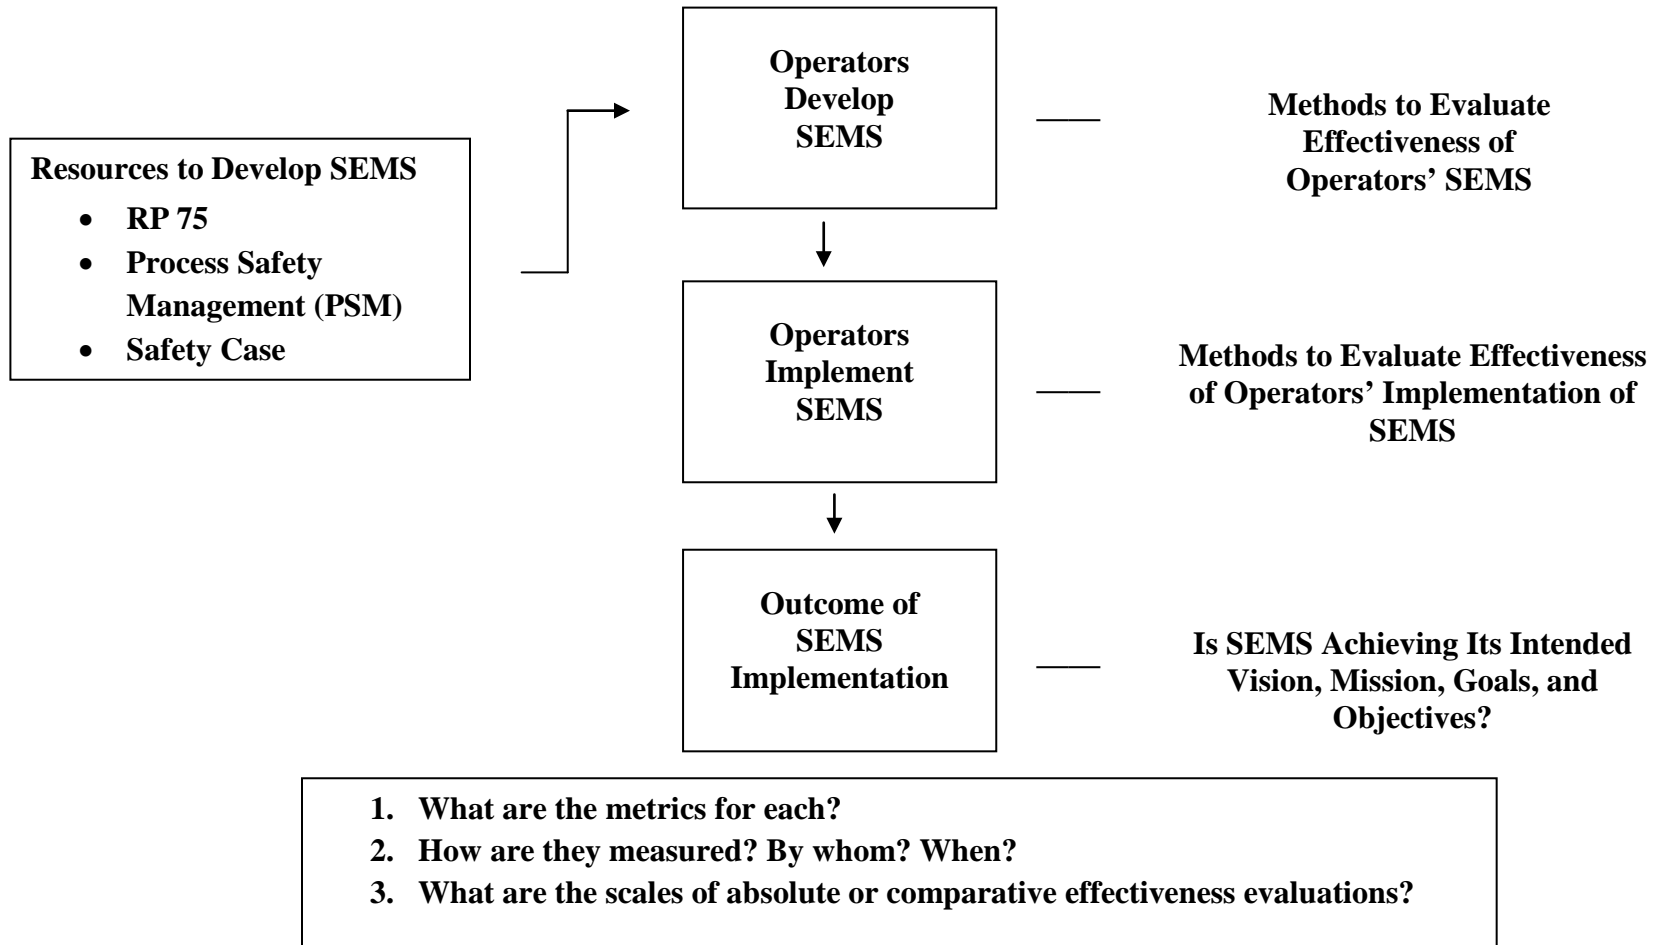 Resources to Develop SEMS
• RP 75
• Process Safety
Management (PSM)
• Safety Case
Operators
Develop
SEMS
Methods to Evaluate
Effectiveness of
Operators’ SEMS
Operators
Implement
SEMS
Methods to Evaluate Effectiveness
of Operators’ Implementation of
SEMS
Outcome of
SEMS
Implementation
Is SEMS Achieving Its Intended
Vision, Mission, Goals, and
Objectives?
1. What are the metrics for each?
2. How are they measured? By whom? When?
3. What are the scales of absolute or comparative effectiveness evaluations?